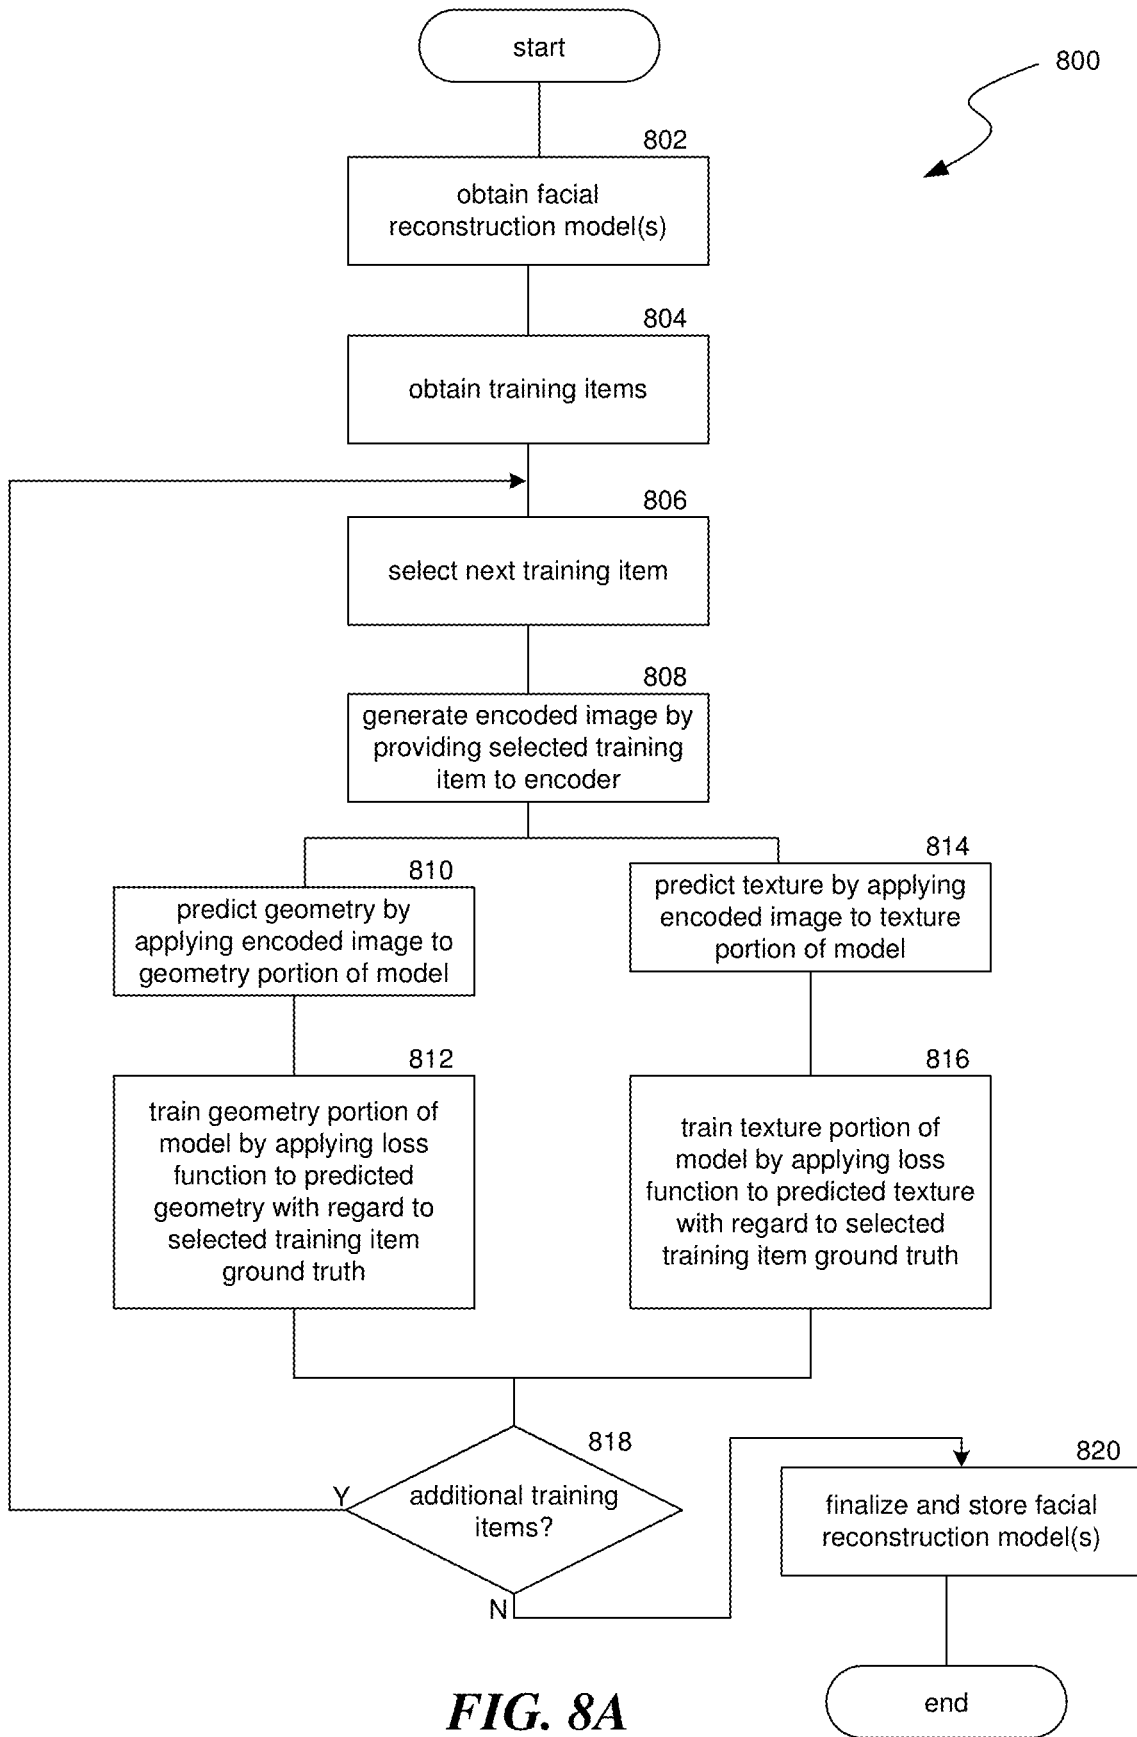 start
800
802
obtain facial
reconstruction model(s)
804
obtain training items
806
select next training item
808
generate encoded image by
providing selected training
item to encoder
810
predict geometry by
applying encoded image to
geometry portion of model
814
predict texture by applying
encoded image to texture
portion of model
812
train geometry portion of
model by applying loss
function to predicted
geometry with regard to
selected training item
ground truth
816
train texture portion of
model by applying loss
function to predicted texture
with regard to selected
training item ground truth
818
Y
additional training
items?
N
820
finalize and store facial
reconstruction model(s)
end
FIG. 8A